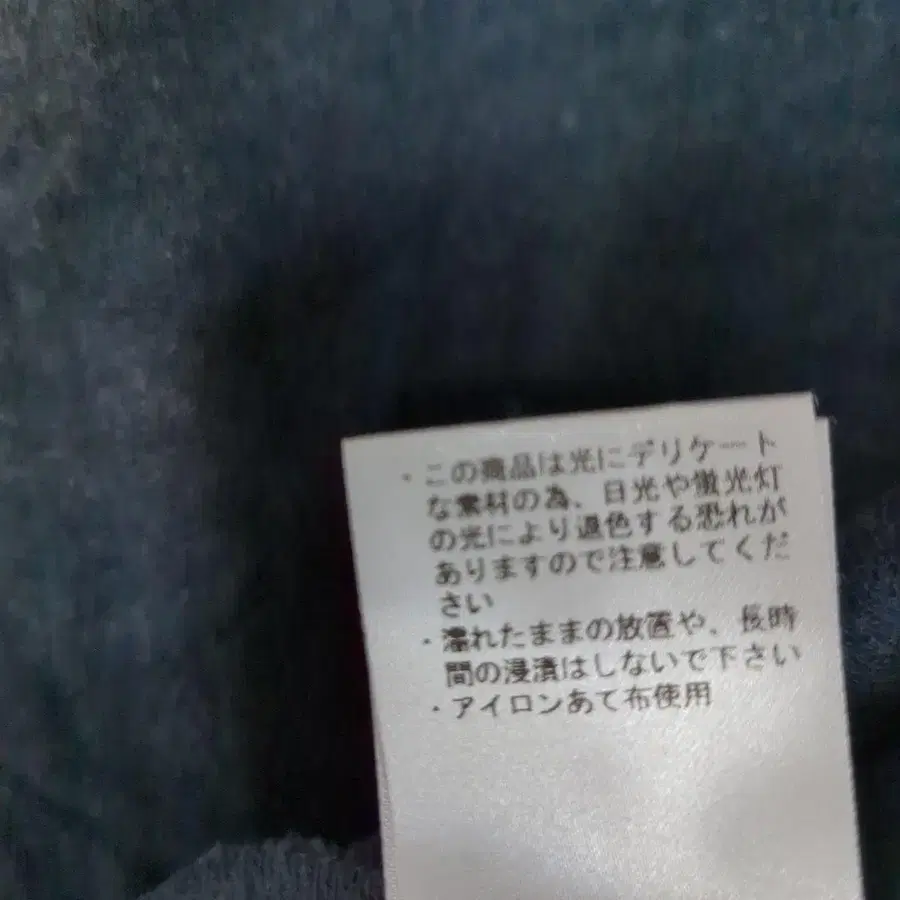 ・この商品は光にデリケート
な素材の為、日光や蛍光灯
の光により退色する恐れが
ありますので注意してくだ
さい
・濡れたままの放置や、長時
間の浸漬はしないで下さい
・アイロンあて布使用